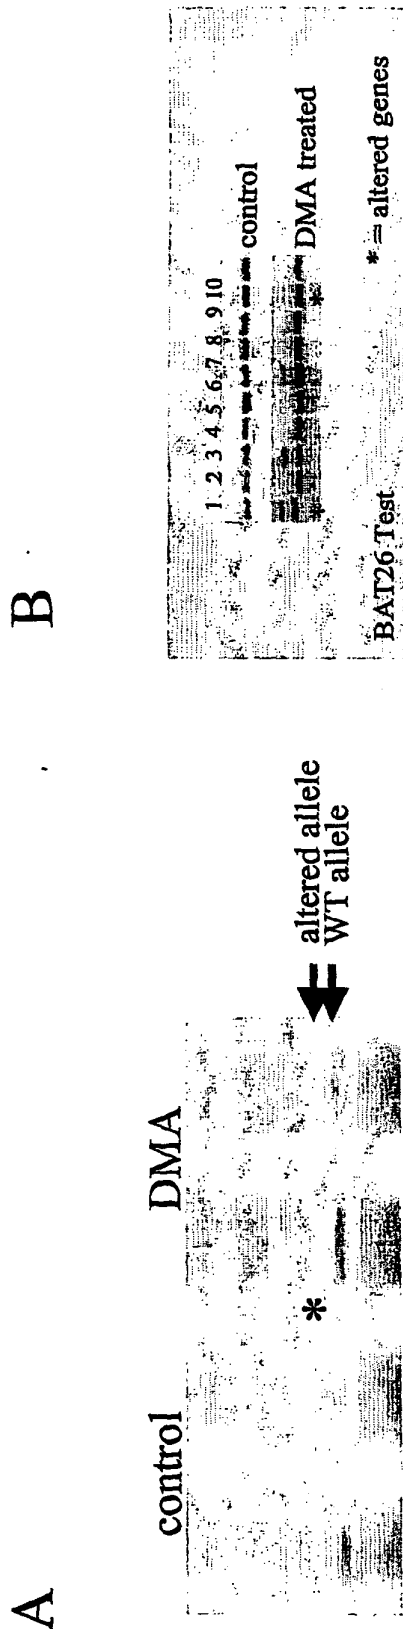 A
control
DMA
*
altered allele
WT allele
B
1 2 3 4 5 6 7 8 9 10
control
DMA treated
*
BAT26 Test
* = altered genes